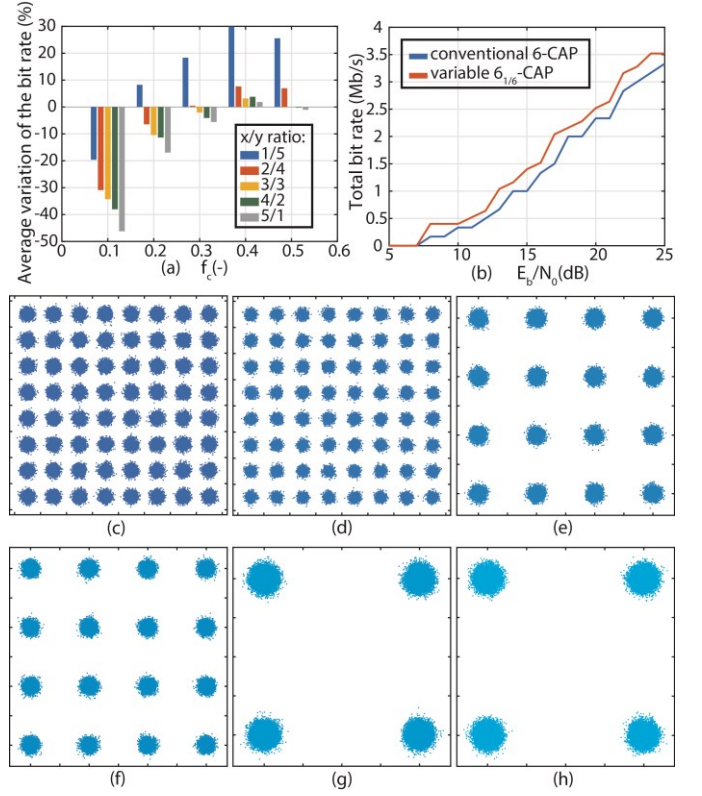 Average variation of the bit rate (%)
30
20
10
0
-10
-20
-30
-40
-50
0
0.1
0.2
0.3
0.4
0.5
0.6
x/y ratio:
1/5
2/4
3/3
4/2
5/1
(a) fc(-)
Total bit rate (Mb/s)
4
3.5
3
2.5
2
1.5
1
0.5
0
5
10
15
20
25
conventional 6-CAP
variable 61/6-CAP
(b) Eb/N0(dB)
(c)
(d)
(e)
(f)
(g)
(h)